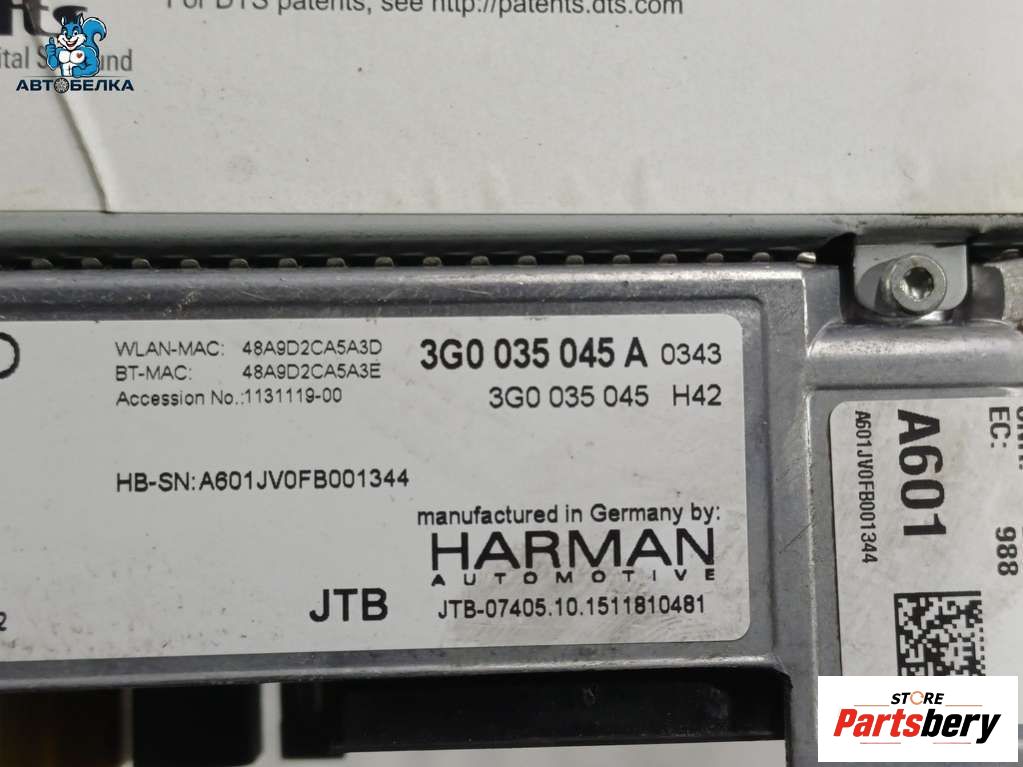 For DTS patents, see http://patents.dts.com
АВТОБЕЛКА
WLAN-MAC: 48A9D2CA5A3D
BT-MAC: 48A9D2CA5A3E
Accession No.:1131119-00
3G0 035 045 A 0343
3G0 035 045 H42
HB-SN:A601JV0FB001344
manufactured in Germany by:
HARMAN
AUTOMOTIVE
JTB
JTB-07405.10.1511810481
A601
A601JV0FB001344
EC:
988
STORE
Partsbery